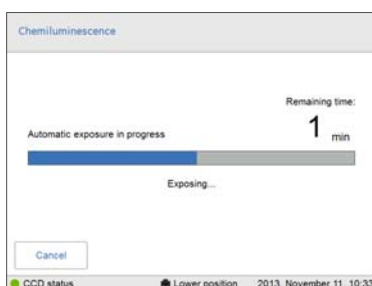 Chemiluminescence
Remaining time:
1 min
Automatic exposure in progress
Exposing...
Cancel
CCD status Lower position 2013, November 11, 10:33